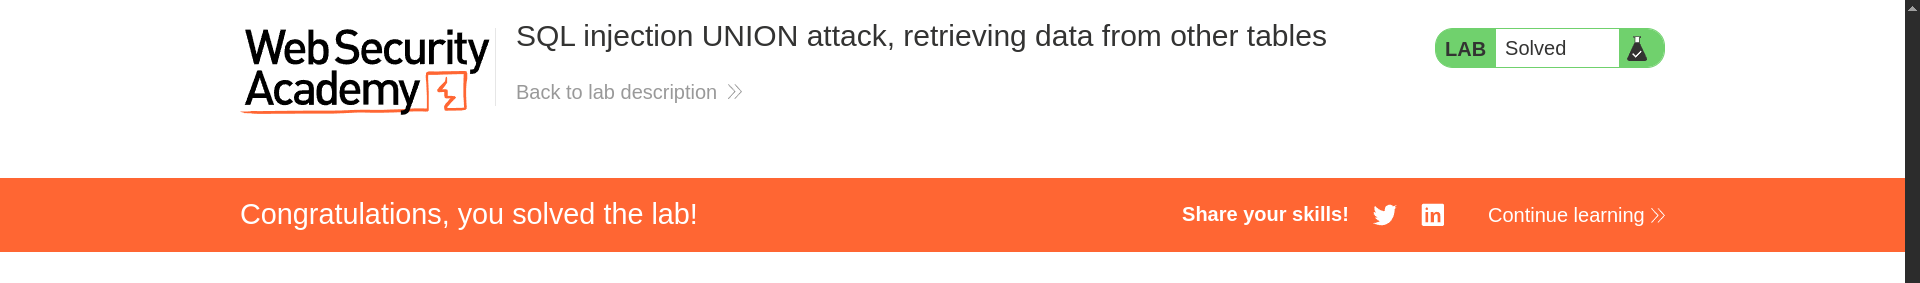 Web Security
Academy
SQL injection UNION attack, retrieving data from other tables
Back to lab description
LAB Solved
Congratulations, you solved the lab!
Share your skills!
Continue learning